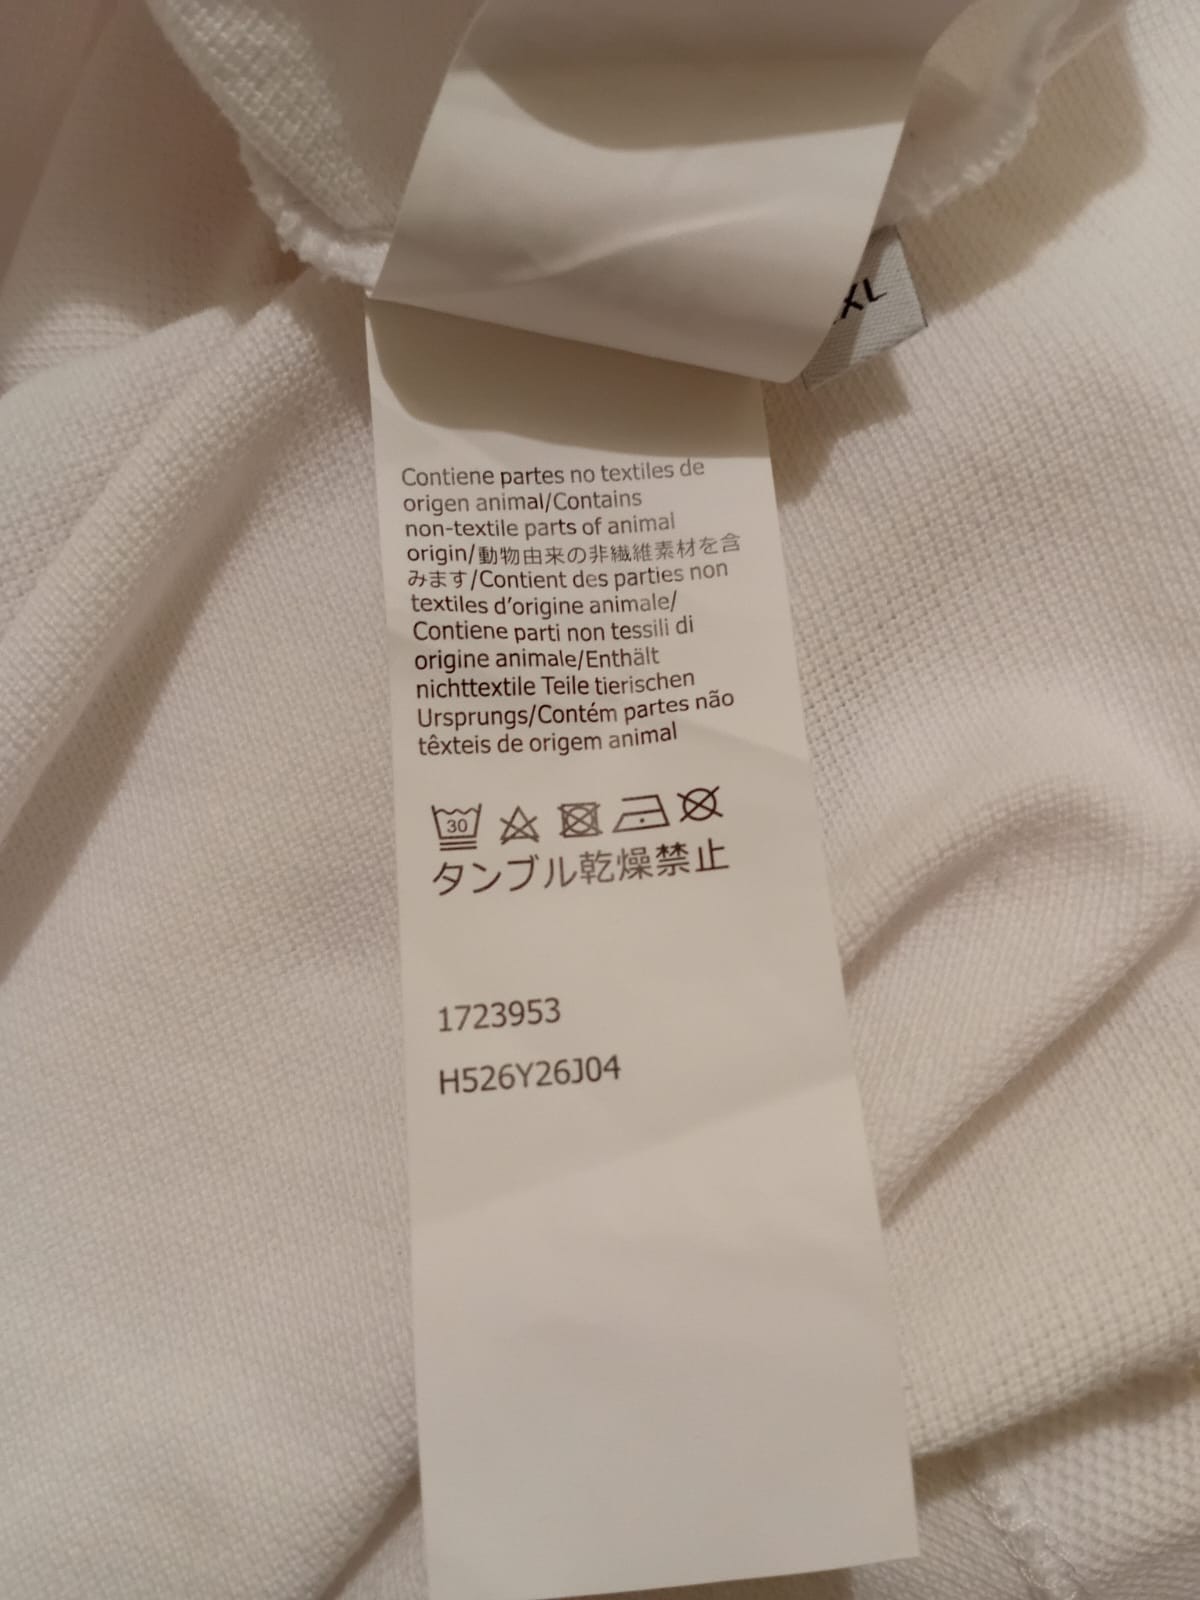 XL
Contiene partes no textiles de
origen animal/Contains
non-textile parts of animal
origin/動物由来の非繊維素材を含
みます/Contient des parties non
textiles d'origine animale/
Contiene parti non tessili di
origine animale/Enthält
nichttextile Teile tierischen
Ursprungs/Contém partes não
têxteis de origem animal
30
タンブル乾燥禁止
1723953
H526Y26J04